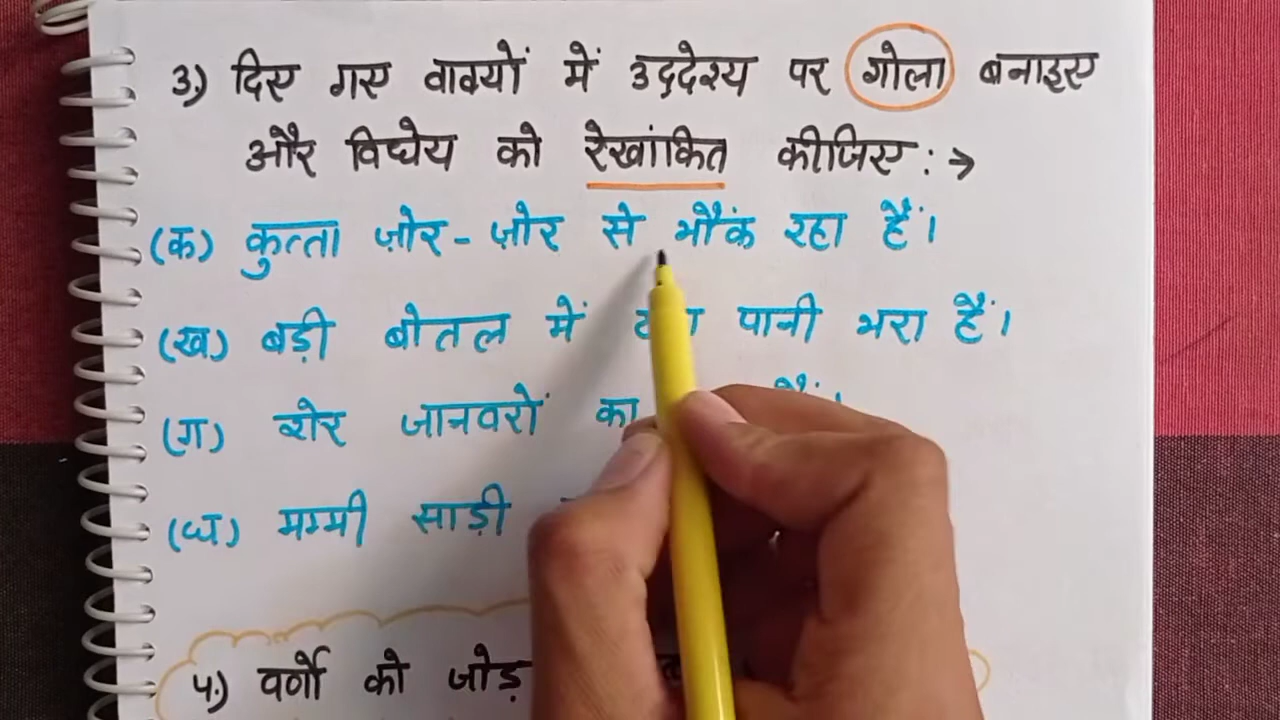 3.) दिए गए वाक्यों में उद्देश्य पर गोला बनाइए
और विधेय को रेखांकित कीजिए :→
(क) कुत्ता ज़ोर - ज़ोर से भौंक रहा हैं।
(ख) बड़ी बोतल में पानी भरा हैं।
(ग) शेर जानवरों का हैं।
(घ) मम्मी साड़ी
4.) वर्णो को जोड़